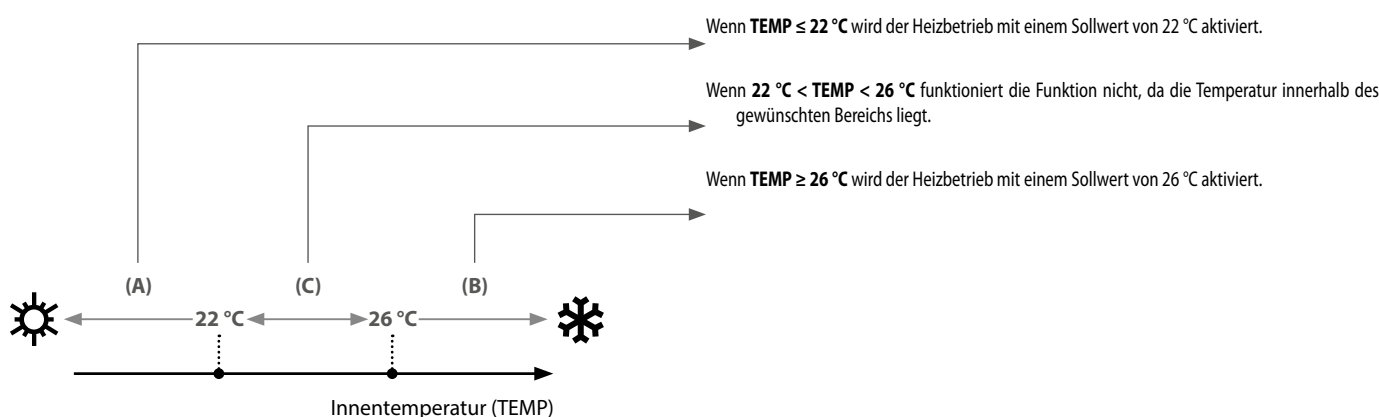 Wenn TEMP ≤ 22 °C wird der Heizbetrieb mit einem Sollwert von 22 °C aktiviert.
Wenn 22 °C < TEMP < 26 °C funktioniert die Funktion nicht, da die Temperatur innerhalb des
gewünschten Bereichs liegt.
Wenn TEMP ≥ 26 °C wird der Heizbetrieb mit einem Sollwert von 26 °C aktiviert.
(A) (C) (B)
22 °C 26 °C
Innentemperatur (TEMP)